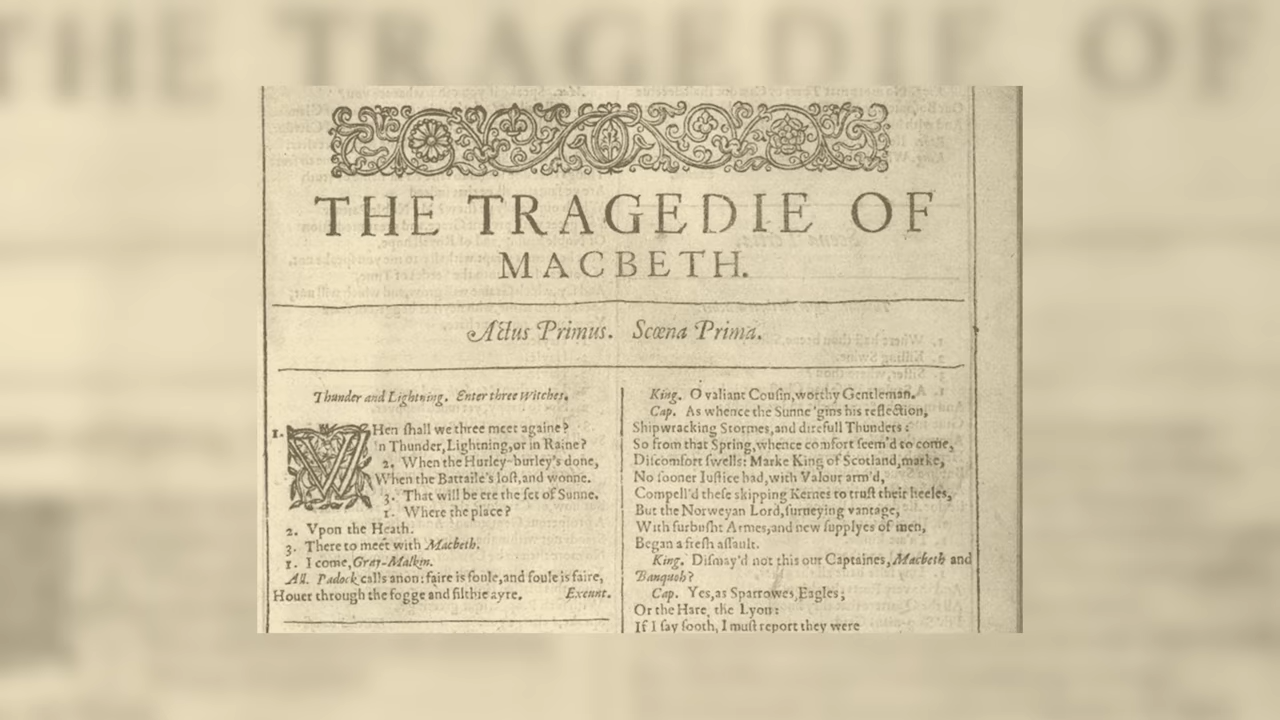 THE TRAGEDIE OF
MACBETH.
Actus Primus. Scœna Prima.
Thunder and Lightning. Enter three Witches.
1. WHen ſhall we three meet againe?
In Thunder, Lightning, or in Raine?
2. When the Hurley-burley's done,
When the Battaile's loſt, and wonne.
3. That will be ere the ſet of Sunne.
1. Where the place?
2. Vpon the Heath.
3. There to meet with Macbeth.
1. I come, Gray-Malkin.
All. Padock calls anon: faire is foule, and foule is faire,
Houer through the fogge and filthie ayre. Exeunt.
King. O valiant Couſin, worthy Gentleman.
Cap. As whence the Sunne 'gins his reflection,
Shipwracking Stormes, and direfull Thunders:
So from that Spring, whence comfort ſeem'd to come,
Diſcomfort ſwells: Marke King of Scotland, marke,
No ſooner Iuſtice had, with Valour arm'd,
Compell'd theſe skipping Kernes to truſt their heeles,
But the Norweyan Lord, ſurueying vantage,
With furbuſht Armes, and new ſupplyes of men,
Began a freſh aſſault.
King. Diſmay'd not this our Captaines, Macbeth and
Banquoh?
Cap. Yes, as Sparrowes, Eagles;
Or the Hare, the Lyon:
If I ſay ſooth, I muſt report they were